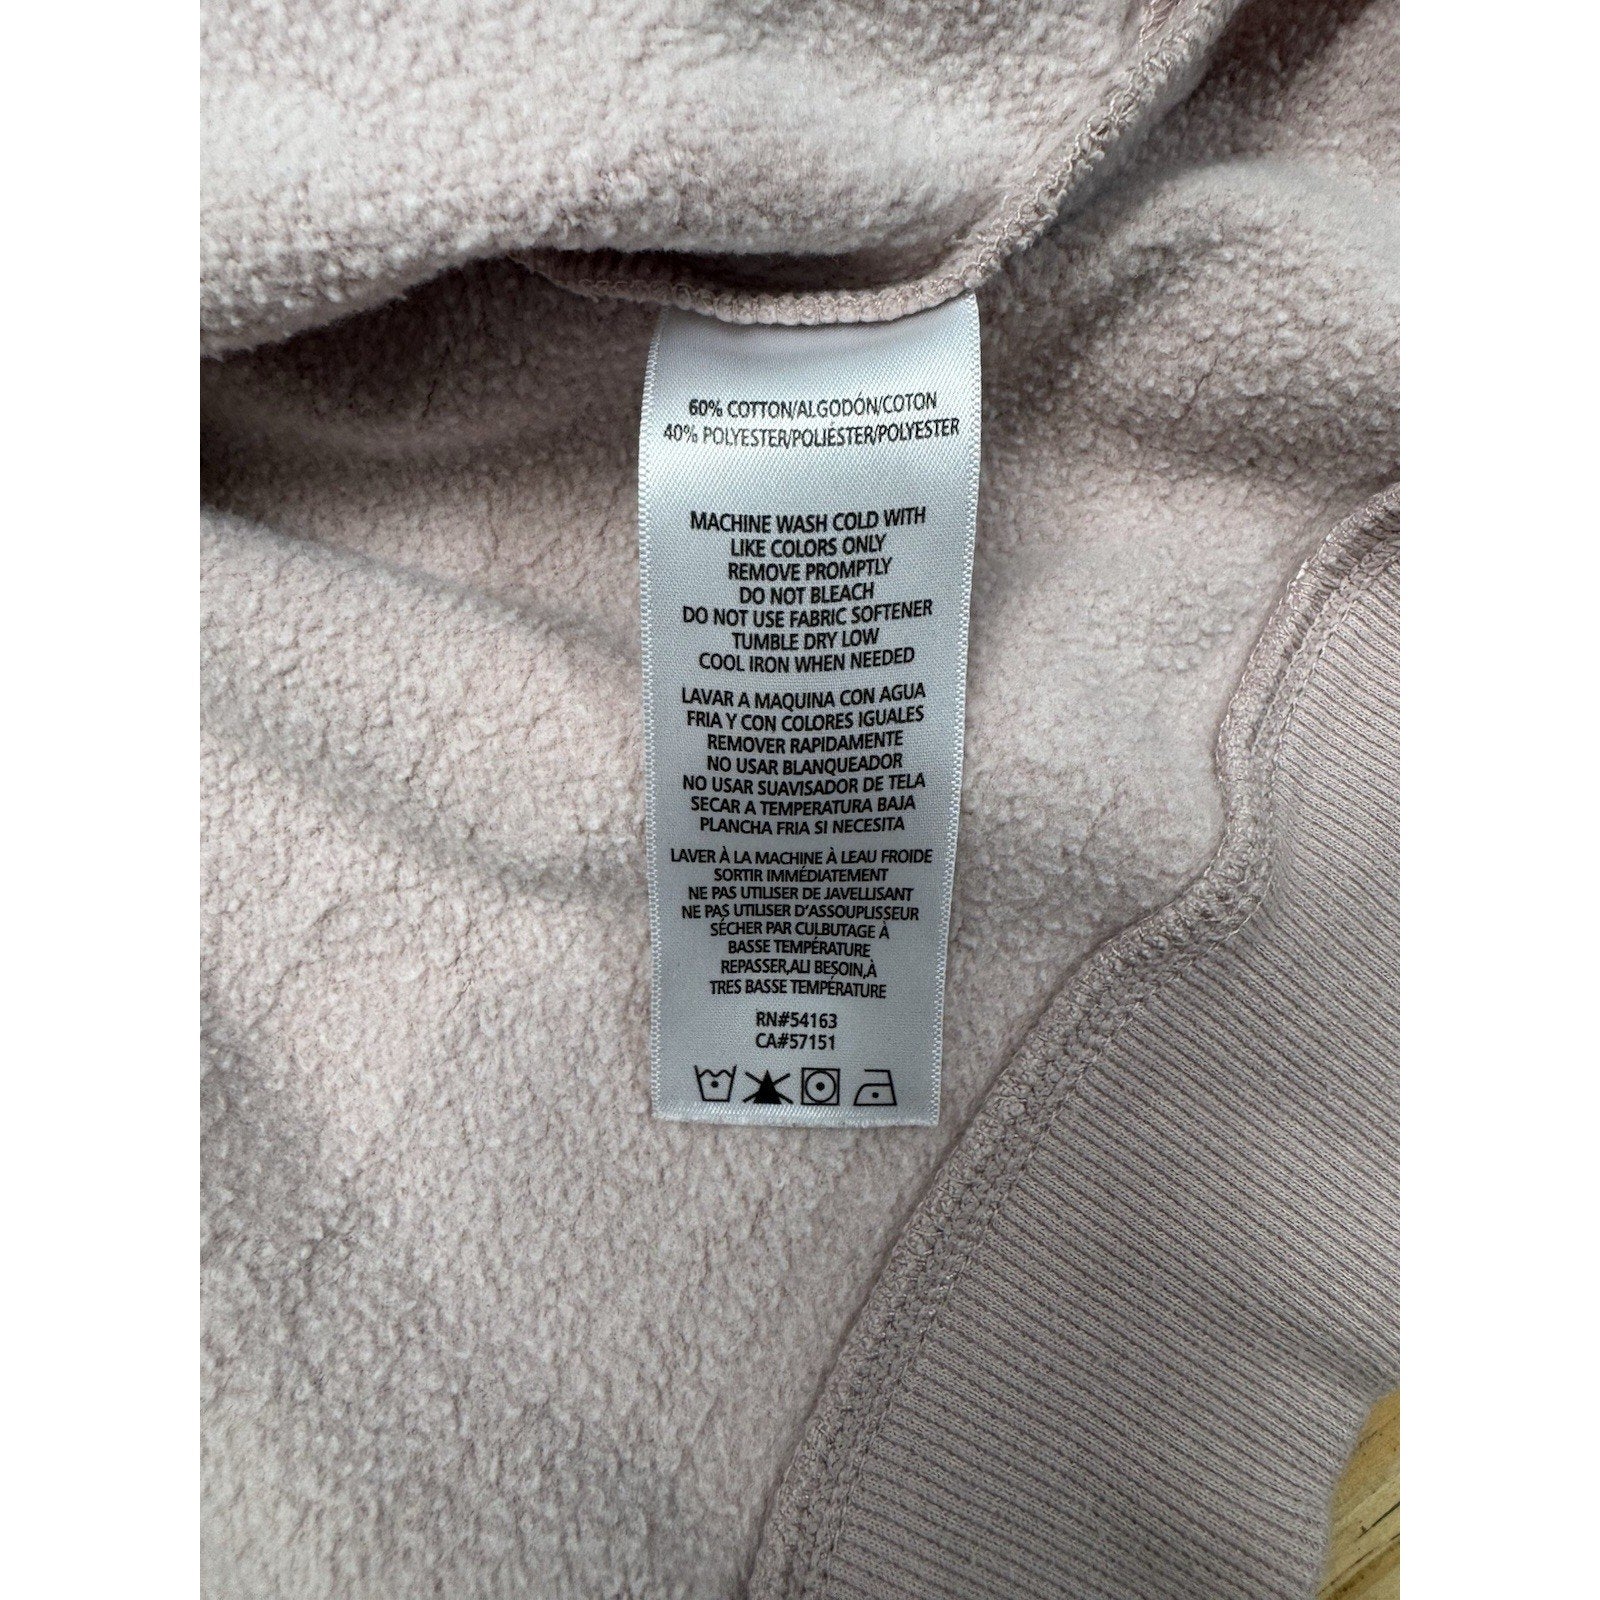 60% COTTON/ALGODÓN/COTON
40% POLYESTER/POLIÉSTER/POLYESTER
MACHINE WASH COLD WITH
LIKE COLORS ONLY
REMOVE PROMPTLY
DO NOT BLEACH
DO NOT USE FABRIC SOFTENER
TUMBLE DRY LOW
COOL IRON WHEN NEEDED
LAVAR A MAQUINA CON AGUA
FRIA Y CON COLORES IGUALES
REMOVER RAPIDAMENTE
NO USAR BLANQUEADOR
NO USAR SUAVISADOR DE TELA
SECAR A TEMPERATURA BAJA
PLANCHA FRIA SI NECESITA
LAVER À LA MACHINE À LEAU FROIDE
SORTIR IMMÉDIATEMENT
NE PAS UTILISER DE JAVELLISANT
NE PAS UTILISER D'ASSOUPLISSEUR
SÉCHER PAR CULBUTAGE À
BASSE TEMPÉRATURE
REPASSER,ALI BESOIN,À
TRES BASSE TEMPÉRATURE
RN#54163
CA#57151